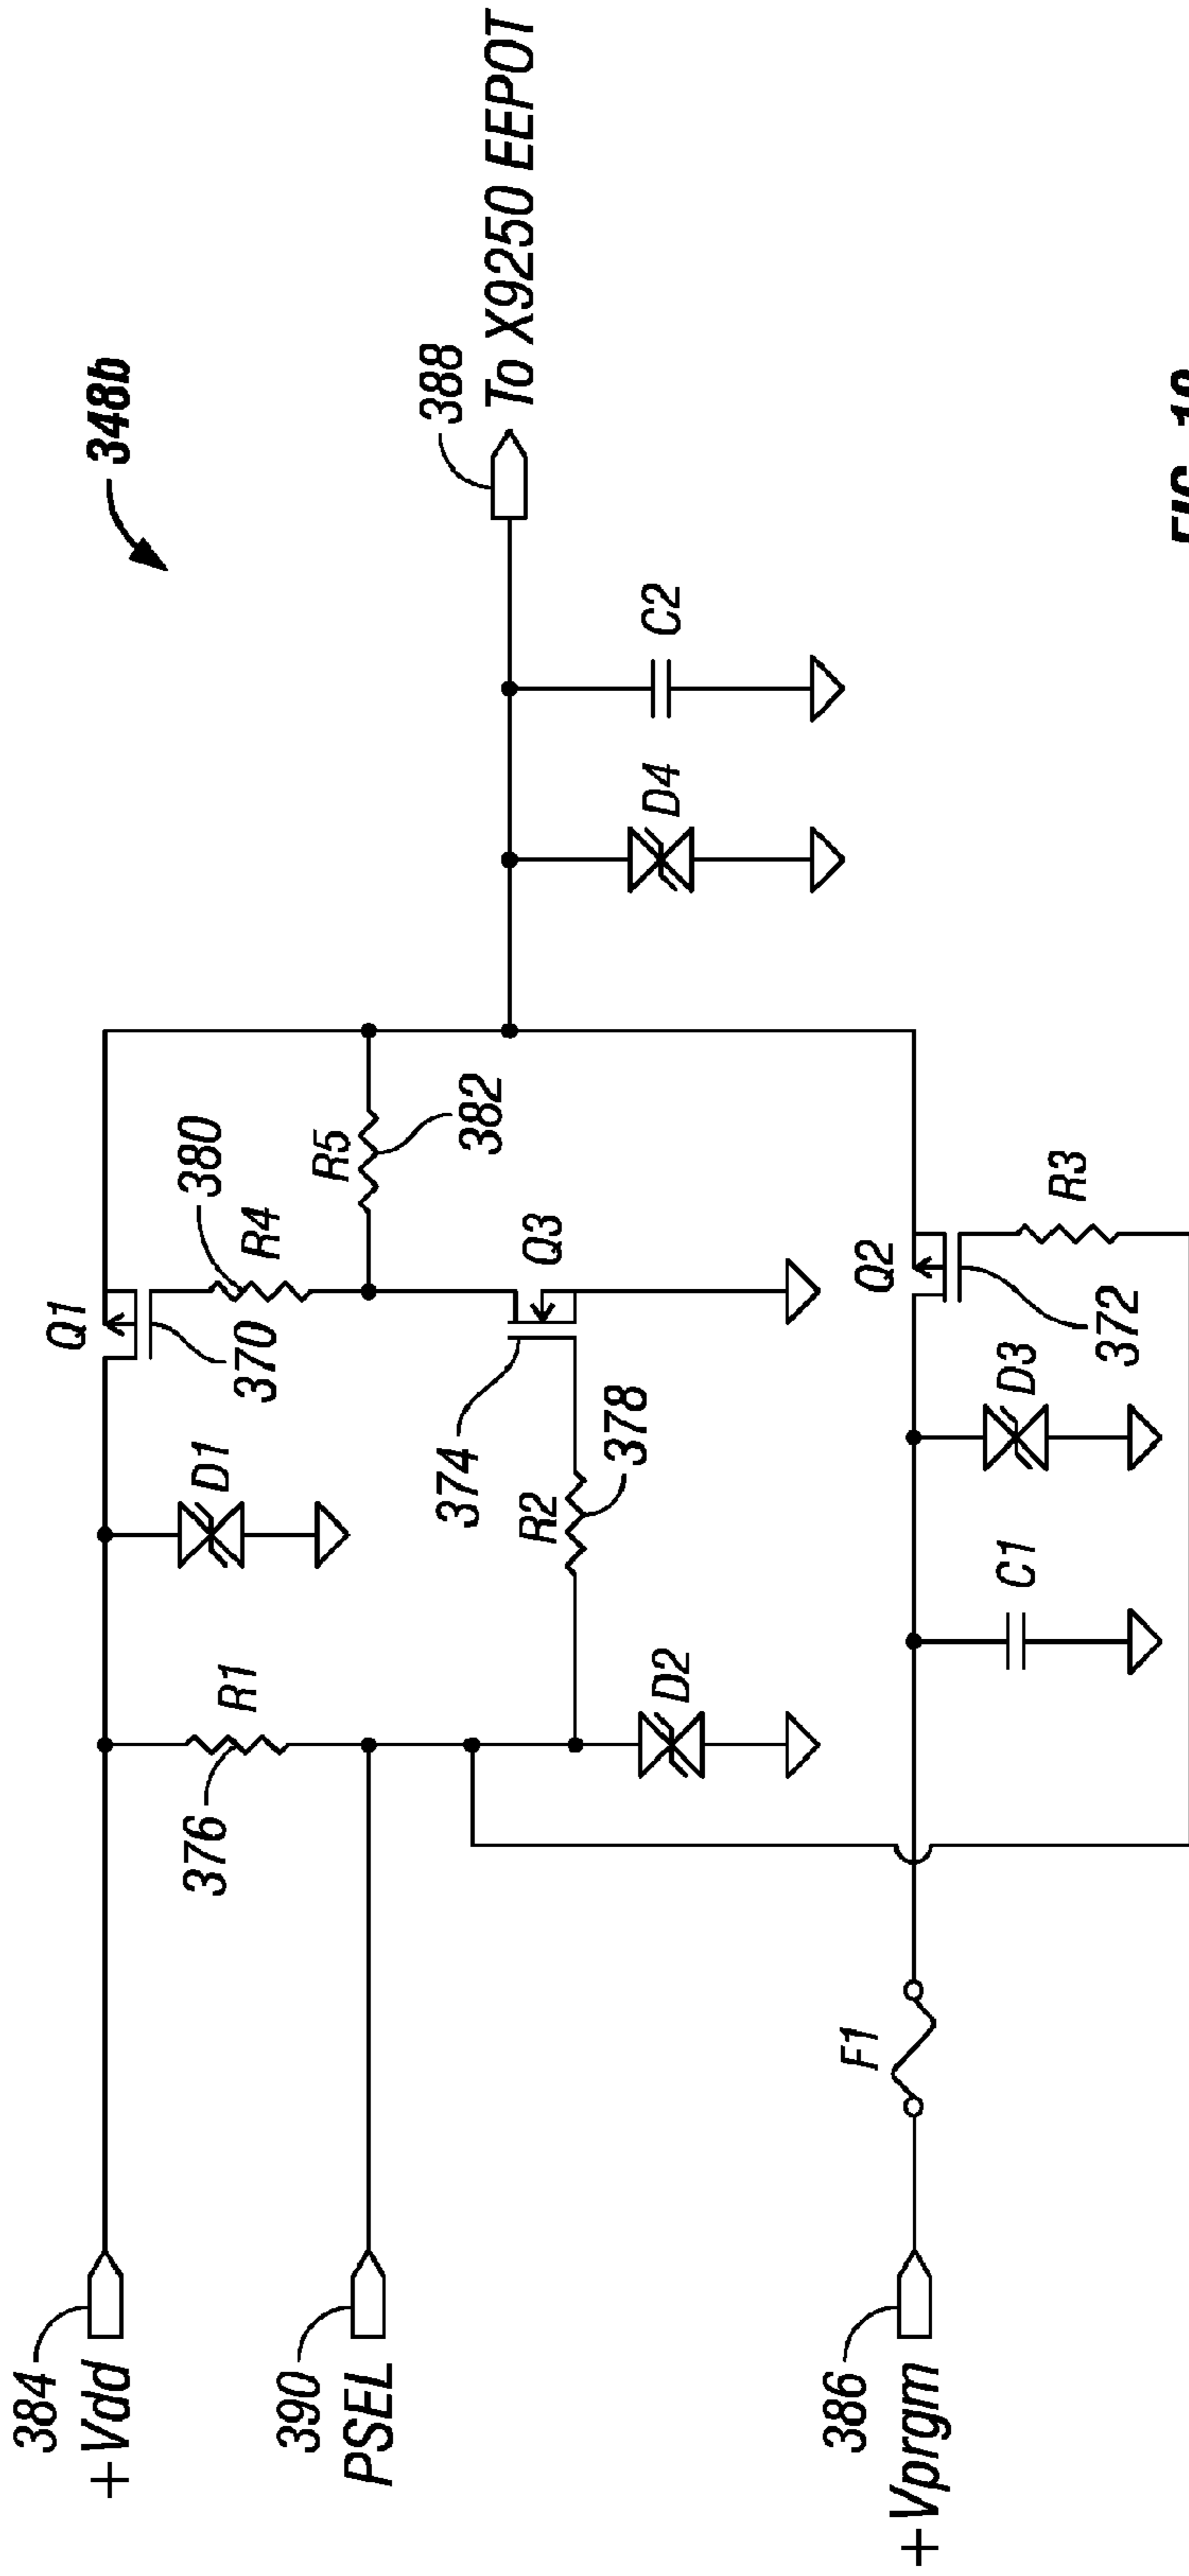 348b
384
+Vdd
390
PSEL
386
+Vprgm
376
R1
D1
Q1
370
380
R4
R5
382
374
Q3
R2
378
D2
F1
C1
D3
Q2
372
R3
D4
C2
388
To X9250 EEPOT